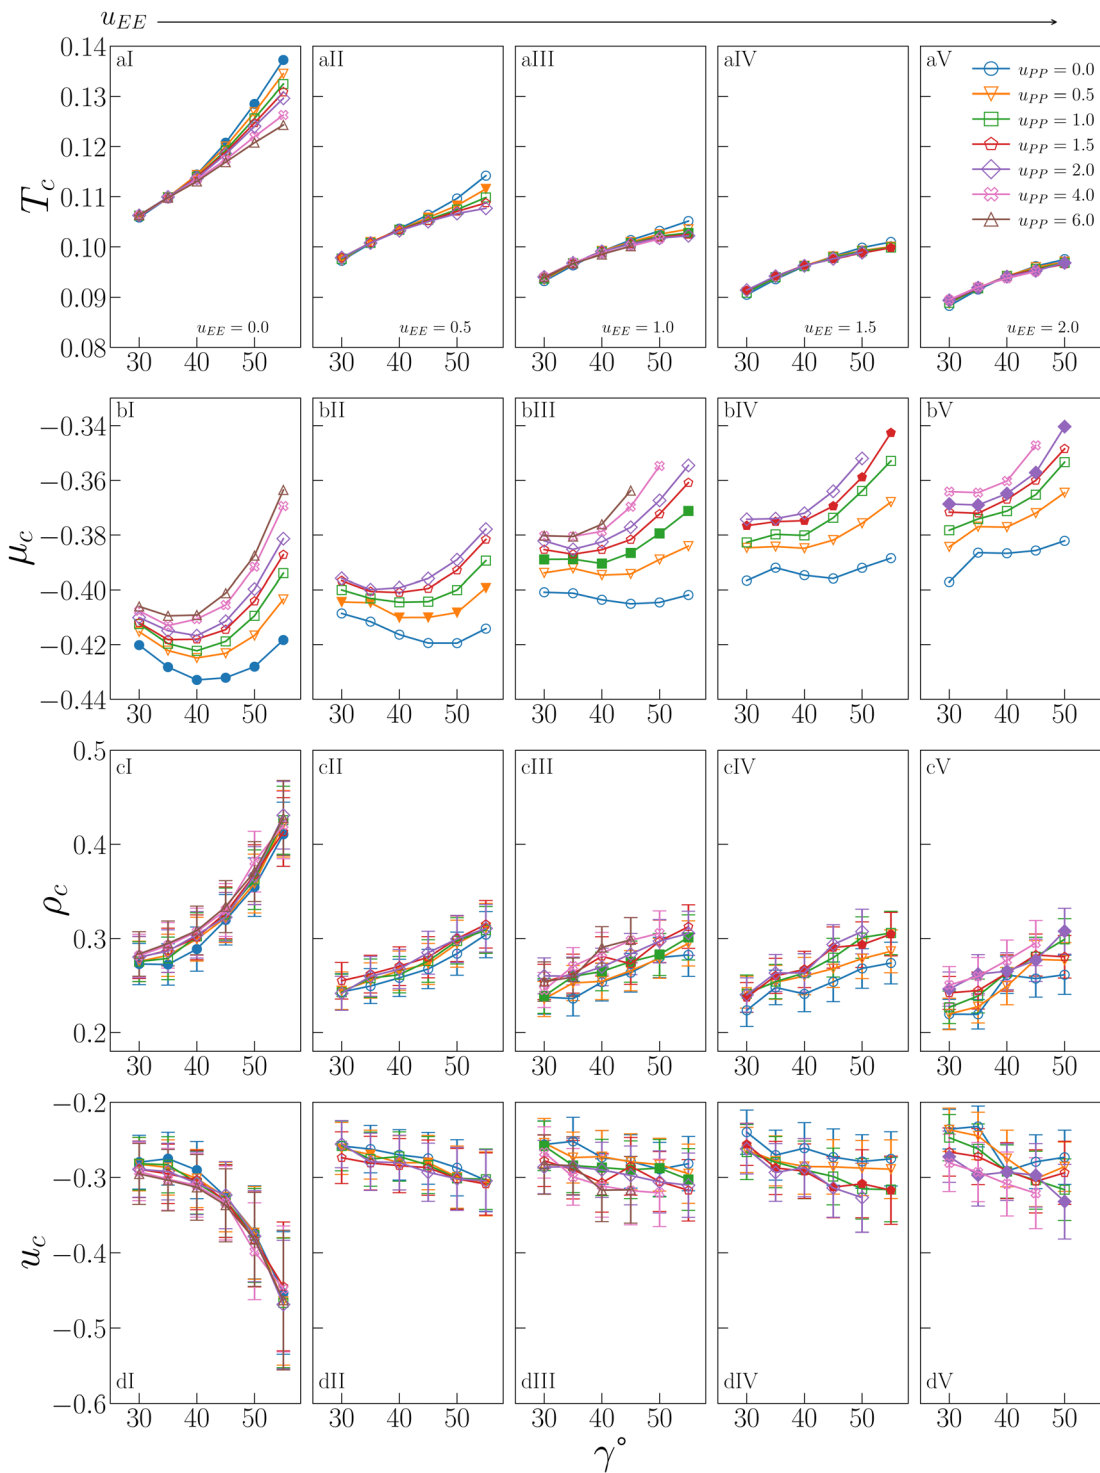 u_EE
aI aII aIII aIV aV
u_PP = 0.0
u_PP = 0.5
u_PP = 1.0
u_PP = 1.5
u_PP = 2.0
u_PP = 4.0
u_PP = 6.0
T_c
0.14
0.13
0.12
0.11
0.10
0.09
0.08
u_EE = 0.0 u_EE = 0.5 u_EE = 1.0 u_EE = 1.5 u_EE = 2.0
30 40 50 30 40 50 30 40 50 30 40 50 30 40 50
bI bII bIII bIV bV
μ_c
−0.34
−0.36
−0.38
−0.40
−0.42
−0.44
30 40 50 30 40 50 30 40 50 30 40 50 30 40 50
cI cII cIII cIV cV
ρ_c
0.5
0.4
0.3
0.2
30 40 50 30 40 50 30 40 50 30 40 50 30 40 50
u_c
−0.2
−0.3
−0.4
−0.5
−0.6
dI dII dIII dIV dV
30 40 50 30 40 50 30 40 50 30 40 50 30 40 50
γ°